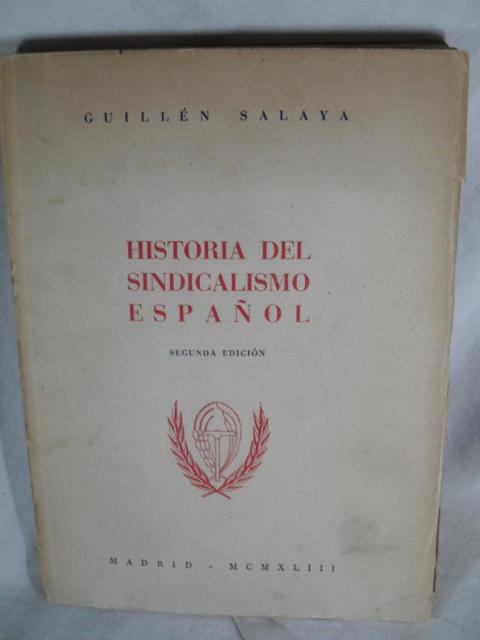 GUILLÉN SALAYA
HISTORIA DEL
SINDICALISMO
ESPAÑOL
SEGUNDA EDICIÓN
MADRID - MCMXLIII